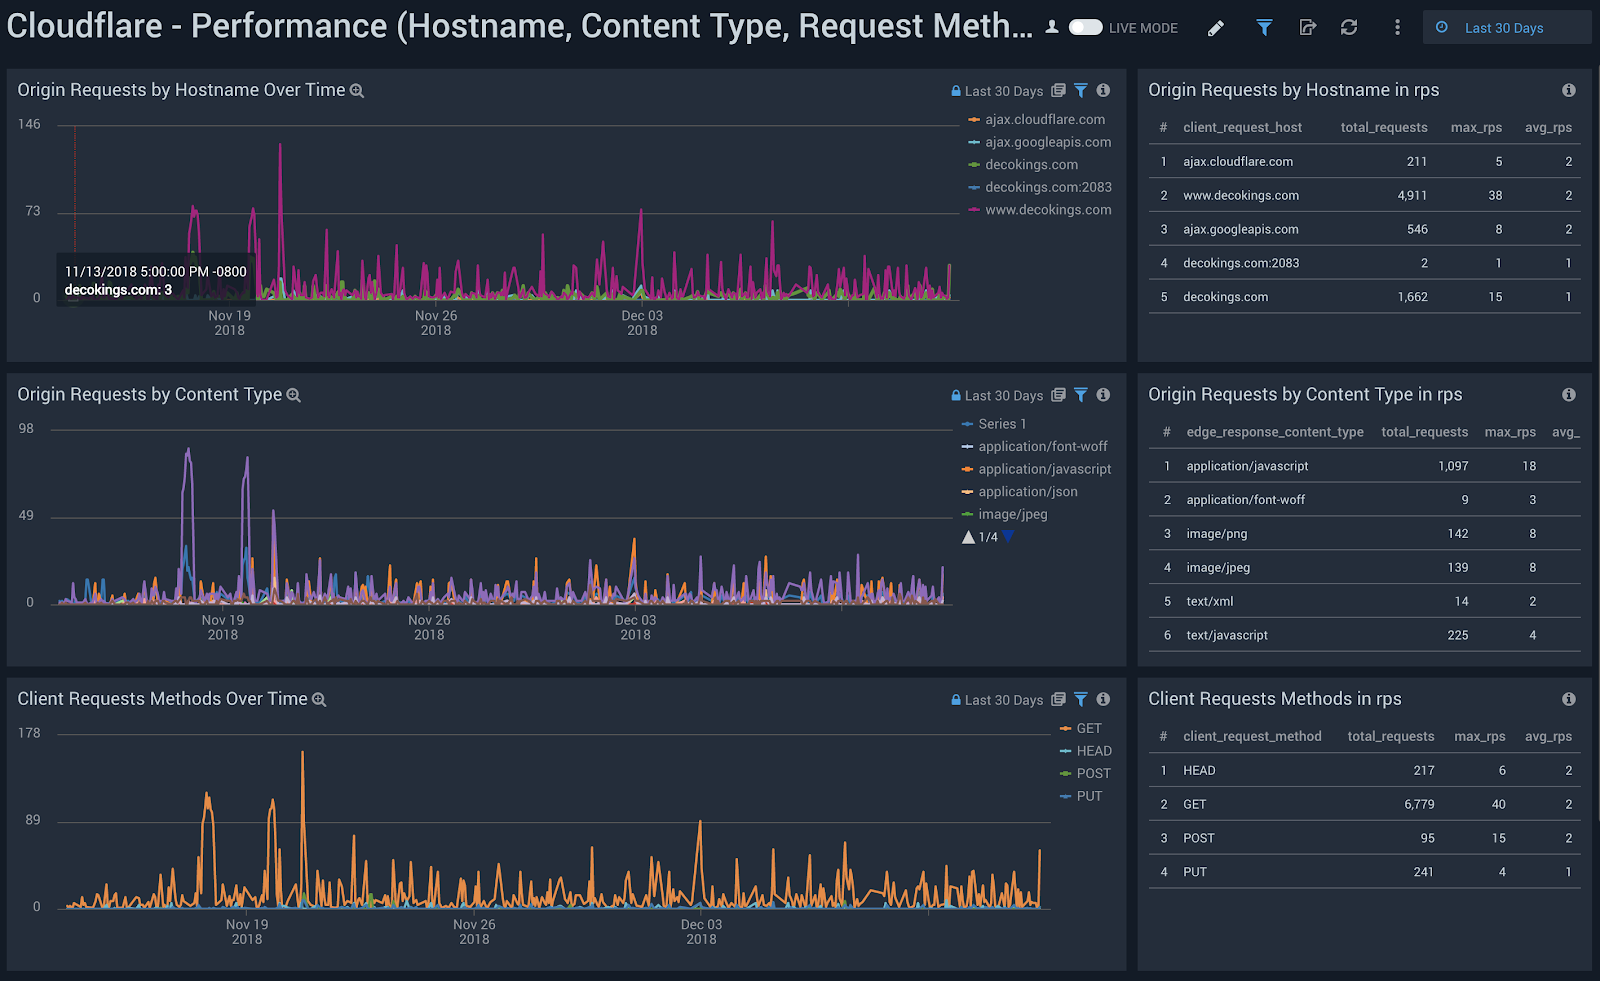 Cloudflare - Performance (Hostname, Content Type, Request Meth...
LIVE MODE
Last 30 Days
Origin Requests by Hostname Over Time
Last 30 Days
146
73
0
11/13/2018 5:00:00 PM -0800
decokings.com: 3
Nov 19
2018
Nov 26
2018
Dec 03
2018
ajax.cloudflare.com
ajax.googleapis.com
decokings.com
decokings.com:2083
www.decokings.com
Origin Requests by Hostname in rps
# client_request_host total_requests max_rps avg_rps
1 ajax.cloudflare.com 211 5 2
2 www.decokings.com 4,911 38 2
3 ajax.googleapis.com 546 8 2
4 decokings.com:2083 2 1 1
5 decokings.com 1,662 15 1
Origin Requests by Content Type
Last 30 Days
98
49
0
Nov 19
2018
Nov 26
2018
Dec 03
2018
Series 1
application/font-woff
application/javascript
application/json
image/jpeg
1/4
Origin Requests by Content Type in rps
# edge_response_content_type total_requests max_rps avg_
1 application/javascript 1,097 18
2 application/font-woff 9 3
3 image/png 142 8
4 image/jpeg 139 8
5 text/xml 14 2
6 text/javascript 225 4
Client Requests Methods Over Time
Last 30 Days
178
89
0
Nov 19
2018
Nov 26
2018
Dec 03
2018
GET
HEAD
POST
PUT
Client Requests Methods in rps
# client_request_method total_requests max_rps avg_rps
1 HEAD 217 6 2
2 GET 6,779 40 2
3 POST 95 15 2
4 PUT 241 4 1